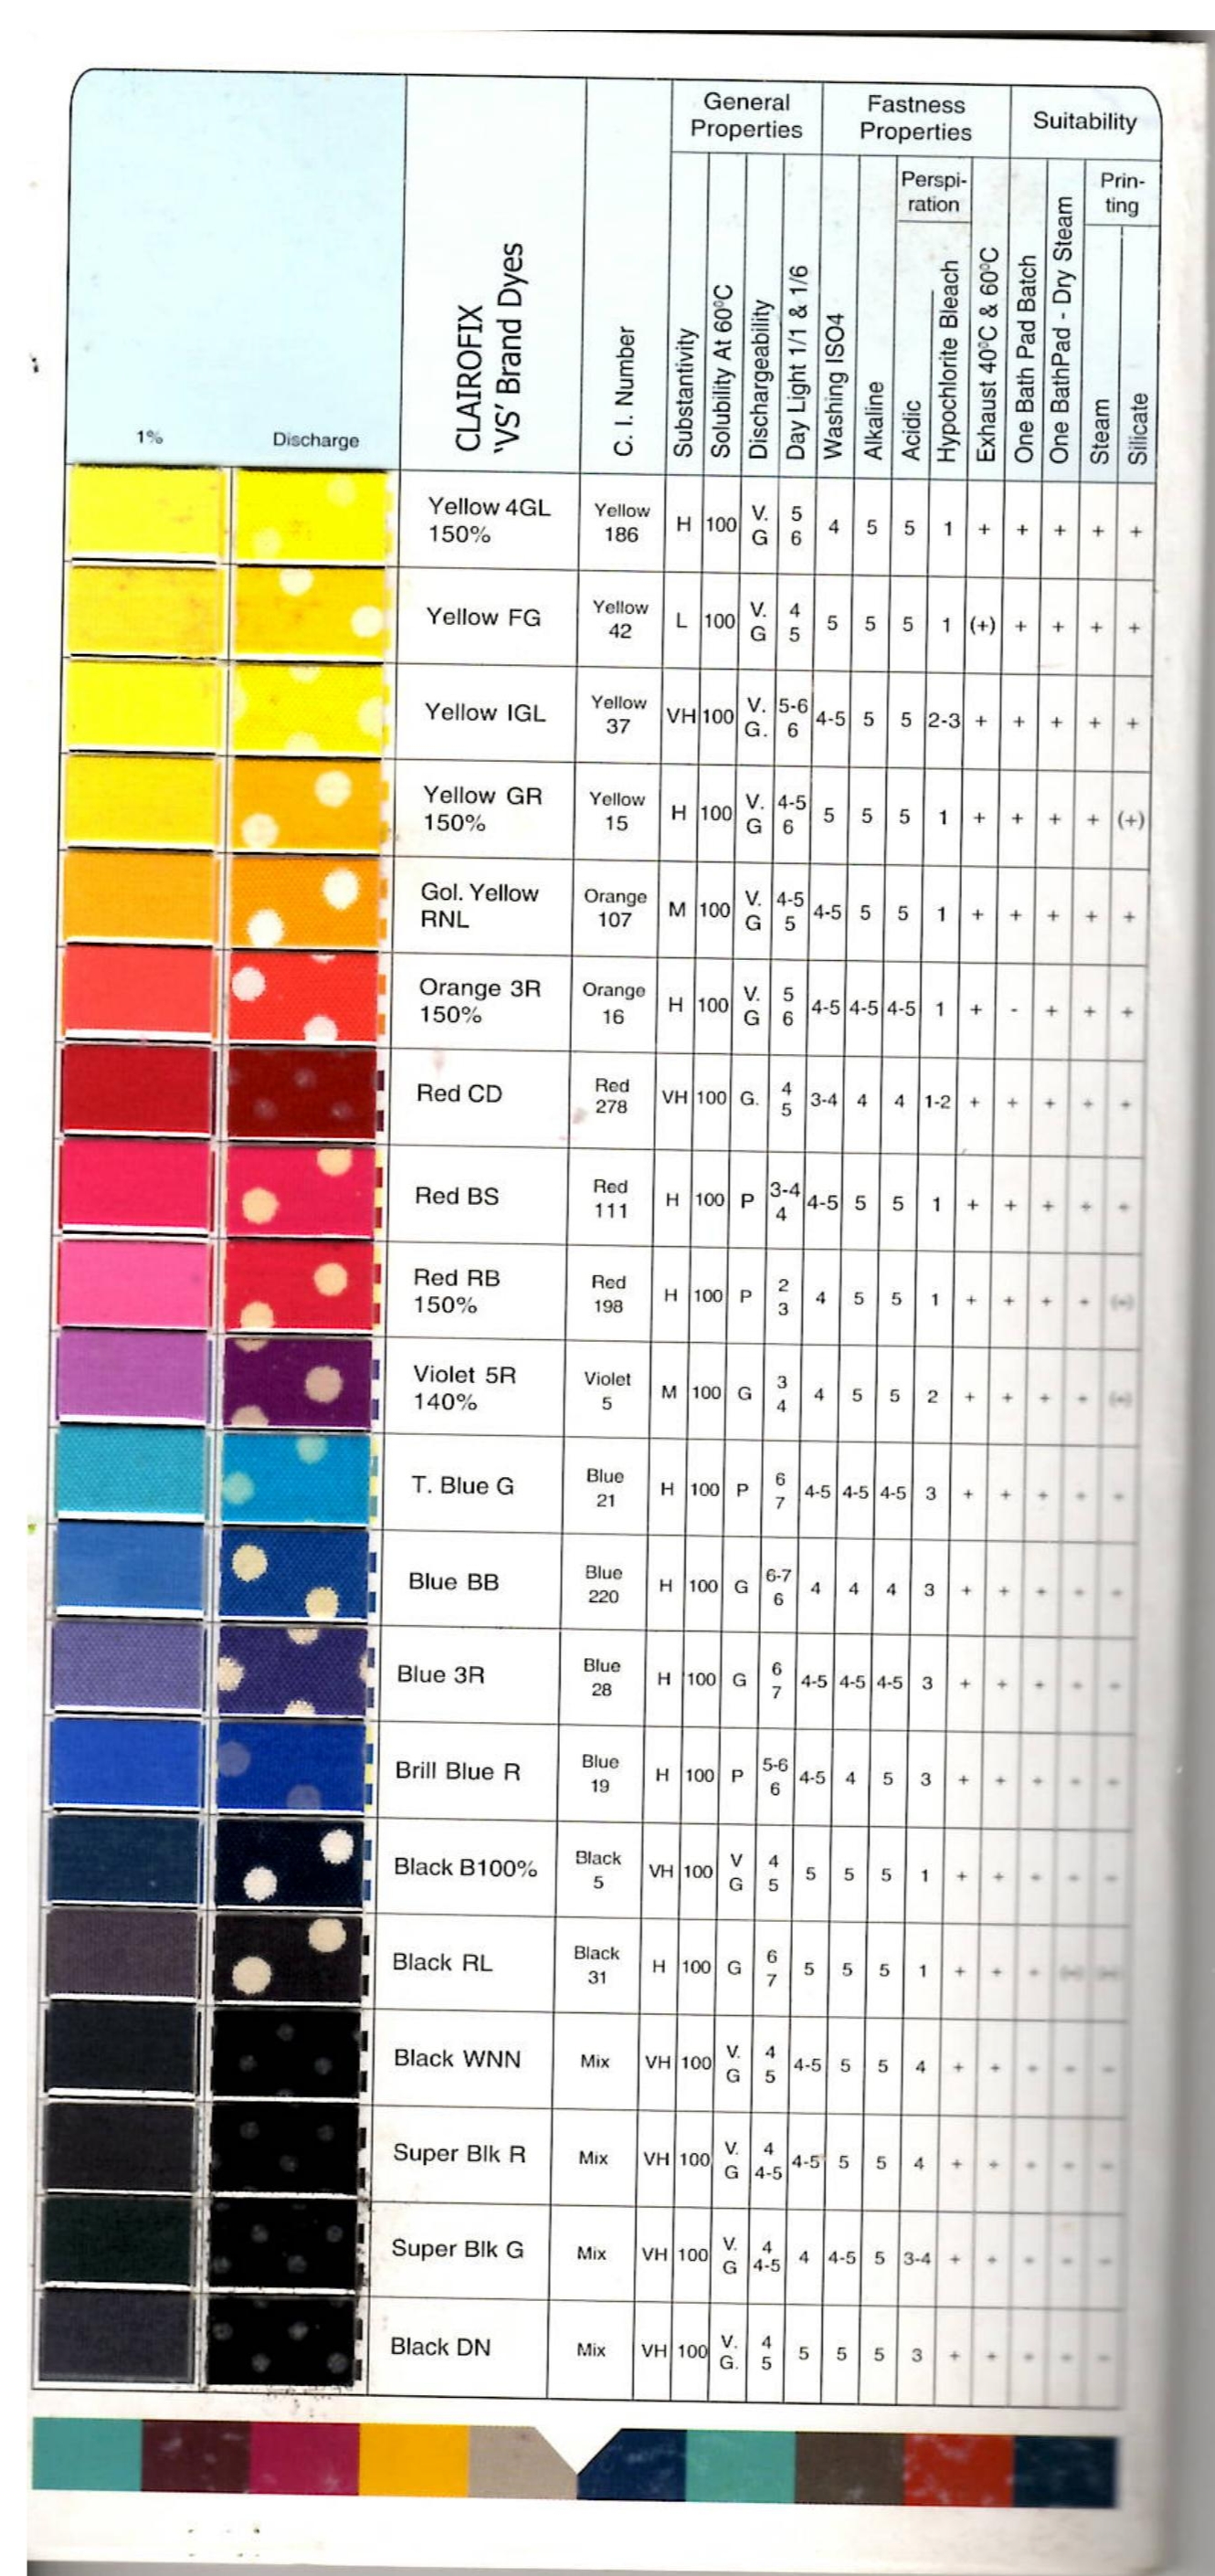 General Properties
Fastness Properties
Suitability
Perspi-ration
Prin-ting
1%
Discharge
CLAIROFIX
'VS' Brand Dyes
C. I. Number
Substantivity
Solubility At 60ºC
Dischargeability
Day Light 1/1 & 1/6
Washing ISO4
Alkaline
Acidic
Hypochlorite Bleach
Exhaust 40ºC & 60ºC
One Bath Pad Batch
One BathPad - Dry Steam
Steam
Silicate
Yellow 4GL 150% Yellow 186 H 100 V. G 5 6 4 5 5 1 + + + + +
Yellow FG Yellow 42 L 100 V. G 4 5 5 5 5 1 (+) + + + +
Yellow IGL Yellow 37 VH 100 V. G. 5-6 6 4-5 5 5 2-3 + + + + +
Yellow GR 150% Yellow 15 H 100 V. G 4-5 6 5 5 5 1 + + + + (+)
Gol. Yellow RNL Orange 107 M 100 V. G 4-5 5 4-5 5 5 1 + + + + +
Orange 3R 150% Orange 16 H 100 V. G 5 6 4-5 4-5 4-5 1 + - + + +
Red CD Red 278 VH 100 G. 4 5 3-4 4 4 1-2 + + + + +
Red BS Red 111 H 100 P 3-4 4 4-5 5 5 1 + + + + +
Red RB 150% Red 198 H 100 P 2 3 4 5 5 1 + + + + (+)
Violet 5R 140% Violet 5 M 100 G 3 4 4 5 5 2 + + + + (+)
T. Blue G Blue 21 H 100 P 6 7 4-5 4-5 4-5 3 + + + + +
Blue BB Blue 220 H 100 G 6-7 6 4 4 4 3 + + + + +
Blue 3R Blue 28 H 100 G 6 7 4-5 4-5 4-5 3 + + + + +
Brill Blue R Blue 19 H 100 P 5-6 6 4-5 4 5 3 + + + + +
Black B100% Black 5 VH 100 V G 4 5 5 5 5 1 + + + + +
Black RL Black 31 H 100 G 6 7 5 5 5 1 + + +
Black WNN Mix VH 100 V. G 4 5 4-5 5 5 4 + + + + +
Super Blk R Mix VH 100 V. G 4 4-5 4-5 5 5 4 + + + + +
Super Blk G Mix VH 100 V. G 4 4-5 4 4-5 5 3-4 + + + + +
Black DN Mix VH 100 V. G. 4 5 5 5 5 3 + + + + +